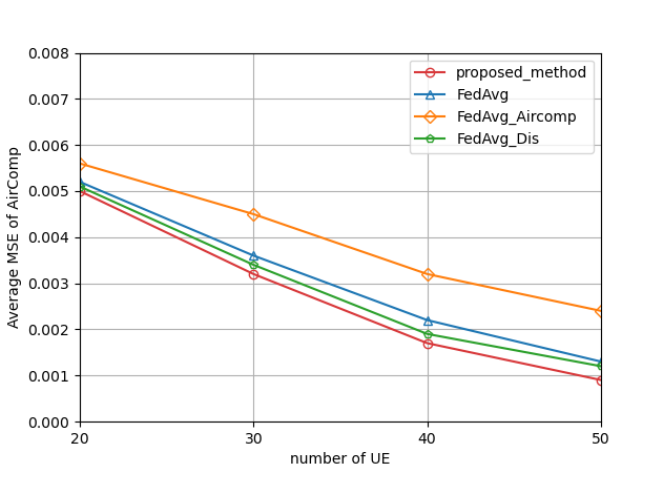 0.008
0.007
0.006
0.005
0.004
0.003
0.002
0.001
0.000
Average MSE of AirComp
proposed_method
FedAvg
FedAvg_Aircomp
FedAvg_Dis
20
30
40
50
number of UE